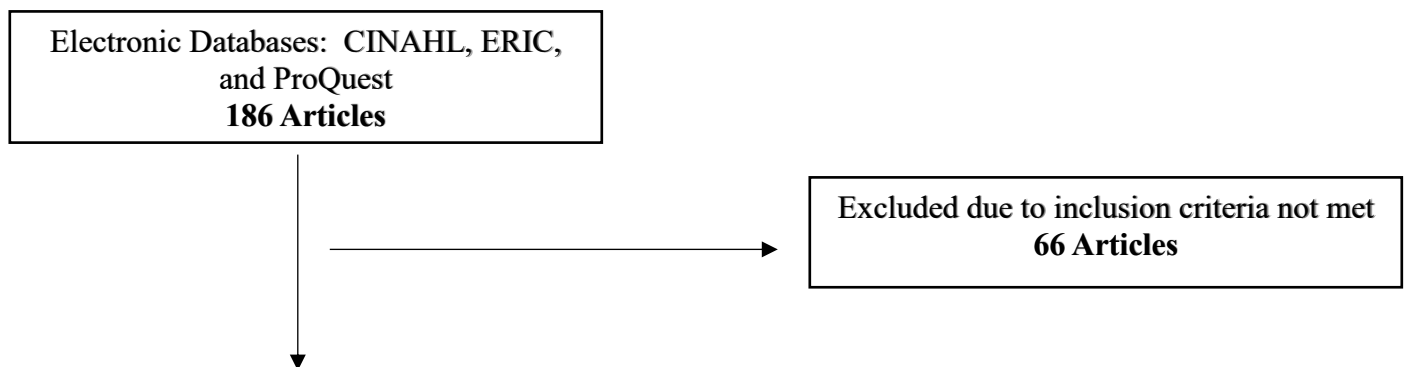 Electronic Databases:  CINAHL, ERIC,
and ProQuest
186 Articles
Excluded due to inclusion criteria not met
66 Articles